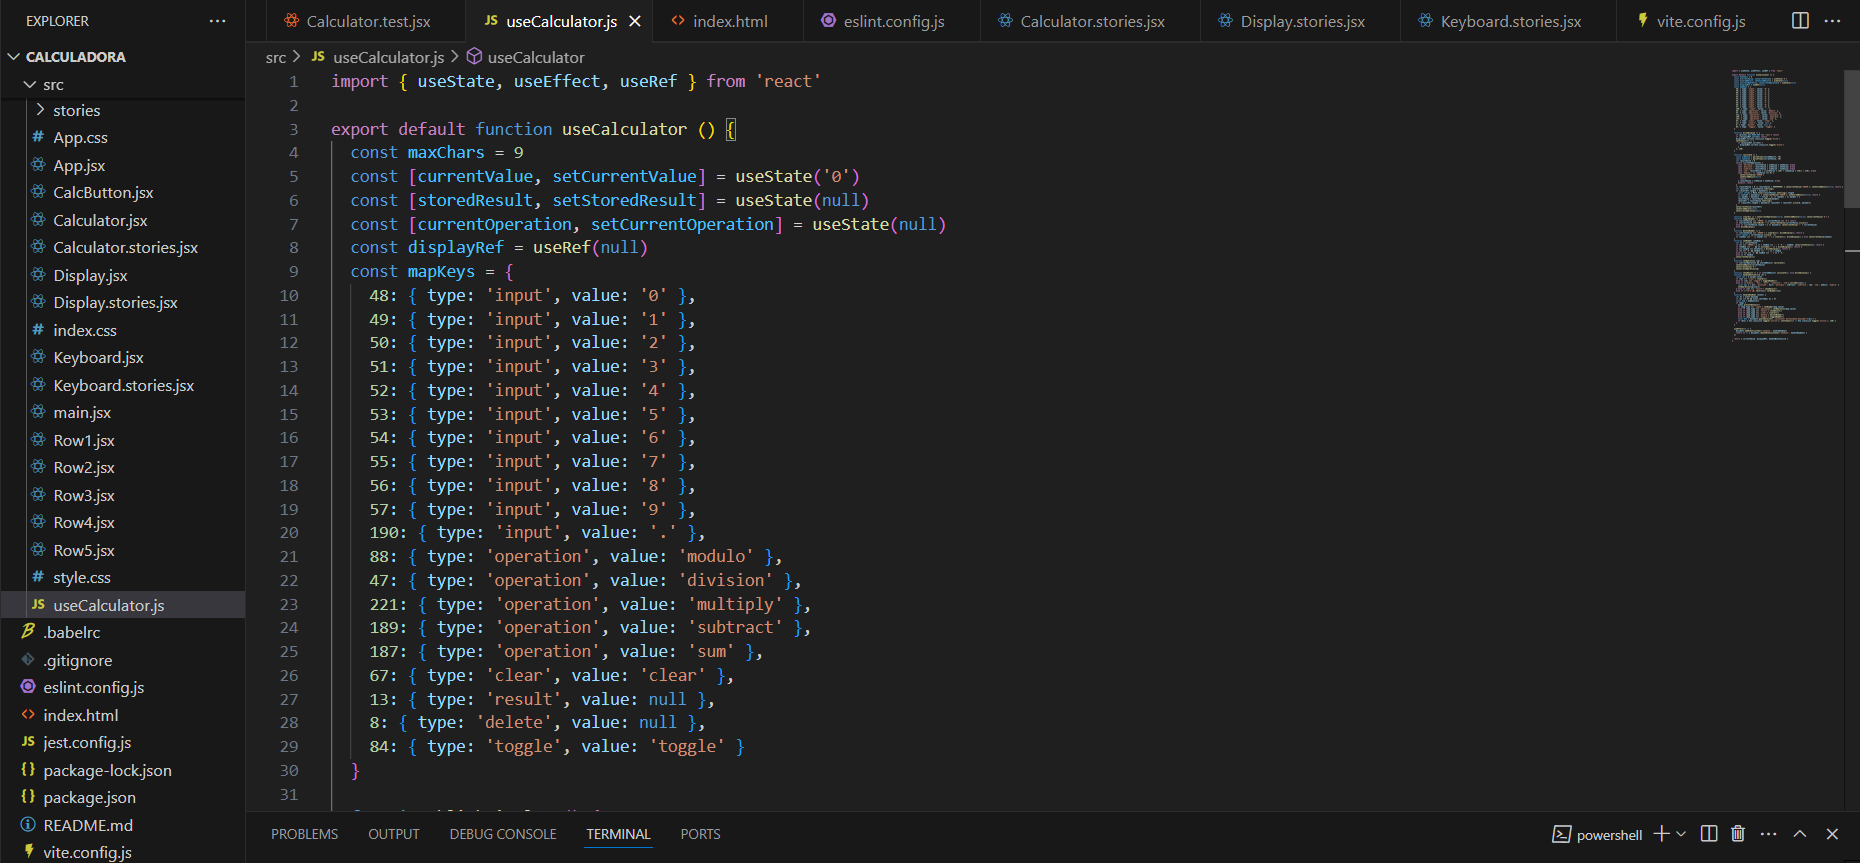 EXPLORER
CALCULADORA
src
stories
App.css
App.jsx
CalcButton.jsx
Calculator.jsx
Calculator.stories.jsx
Display.jsx
Display.stories.jsx
index.css
Keyboard.jsx
Keyboard.stories.jsx
main.jsx
Row1.jsx
Row2.jsx
Row3.jsx
Row4.jsx
Row5.jsx
style.css
JS useCalculator.js
.babelrc
.gitignore
eslint.config.js
index.html
JS jest.config.js
package-lock.json
package.json
README.md
vite.config.js
Calculator.test.jsx JS useCalculator.js index.html eslint.config.js Calculator.stories.jsx Display.stories.jsx Keyboard.stories.jsx vite.config.js
src > JS useCalculator.js > useCalculator
1 import { useState, useEffect, useRef } from 'react'
2
3 export default function useCalculator () {
4 const maxChars = 9
5 const [currentValue, setCurrentValue] = useState('0')
6 const [storedResult, setStoredResult] = useState(null)
7 const [currentOperation, setCurrentOperation] = useState(null)
8 const displayRef = useRef(null)
9 const mapKeys = {
10 48: { type: 'input', value: '0' },
11 49: { type: 'input', value: '1' },
12 50: { type: 'input', value: '2' },
13 51: { type: 'input', value: '3' },
14 52: { type: 'input', value: '4' },
15 53: { type: 'input', value: '5' },
16 54: { type: 'input', value: '6' },
17 55: { type: 'input', value: '7' },
18 56: { type: 'input', value: '8' },
19 57: { type: 'input', value: '9' },
20 190: { type: 'input', value: '.' },
21 88: { type: 'operation', value: 'modulo' },
22 47: { type: 'operation', value: 'division' },
23 221: { type: 'operation', value: 'multiply' },
24 189: { type: 'operation', value: 'subtract' },
25 187: { type: 'operation', value: 'sum' },
26 67: { type: 'clear', value: 'clear' },
27 13: { type: 'result', value: null },
28 8: { type: 'delete', value: null },
29 84: { type: 'toggle', value: 'toggle' }
30 }
31
PROBLEMS OUTPUT DEBUG CONSOLE TERMINAL PORTS powershell